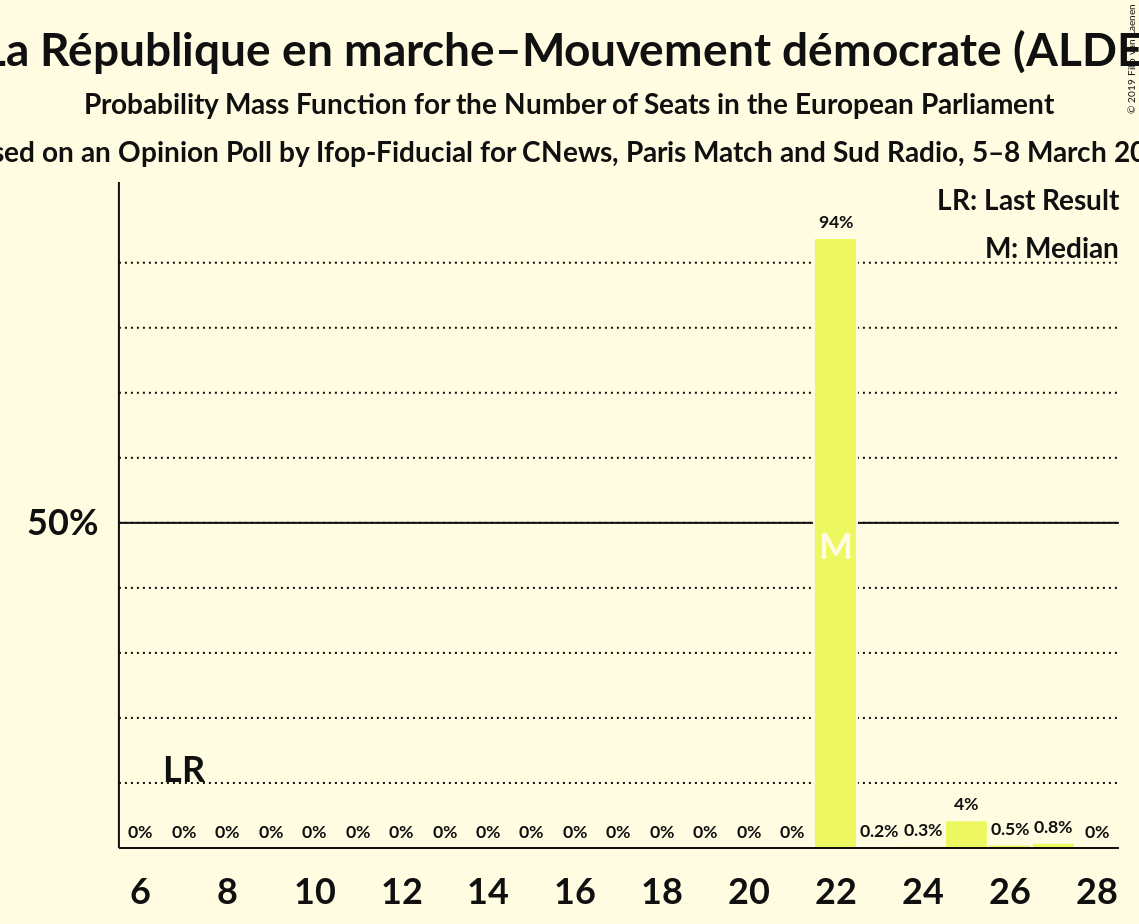 La République en marche–Mouvement démocrate (ALDE
Probability Mass Function for the Number of Seats in the European Parliament
sed on an Opinion Poll by Ifop-Fiducial for CNews, Paris Match and Sud Radio, 5–8 March 20
© 2019
LR: Last Result
M: Median
94%
50%
M
LR
4%
0% 0% 0% 0% 0% 0% 0% 0% 0% 0% 0% 0% 0% 0% 0% 0% 0.2% 0.3% 0.5% 0.8% 0%
6 8 10 12 14 16 18 20 22 24 26 28